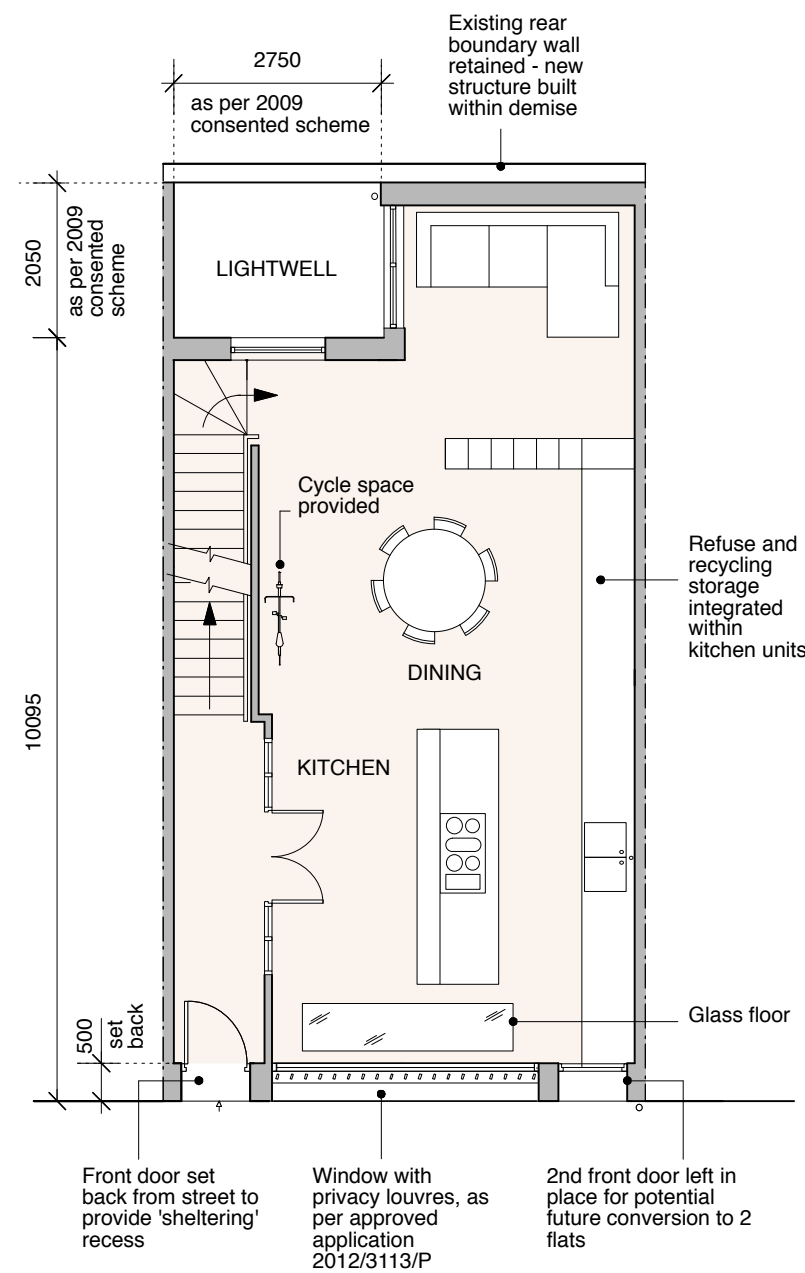 Existing rear
boundary wall
retained - new
structure built
within demise
2750
as per 2009
consented scheme
2050
as per 2009
consented
scheme
LIGHTWELL
Cycle space
provided
Refuse and
recycling
storage
integrated
within
kitchen units
DINING
10095
KITCHEN
500
set
back
Glass floor
Front door set
back from street to
provide 'sheltering'
recess
Window with
privacy louvres, as
per approved
application
2012/3113/P
2nd front door left in
place for potential
future conversion to 2
flats